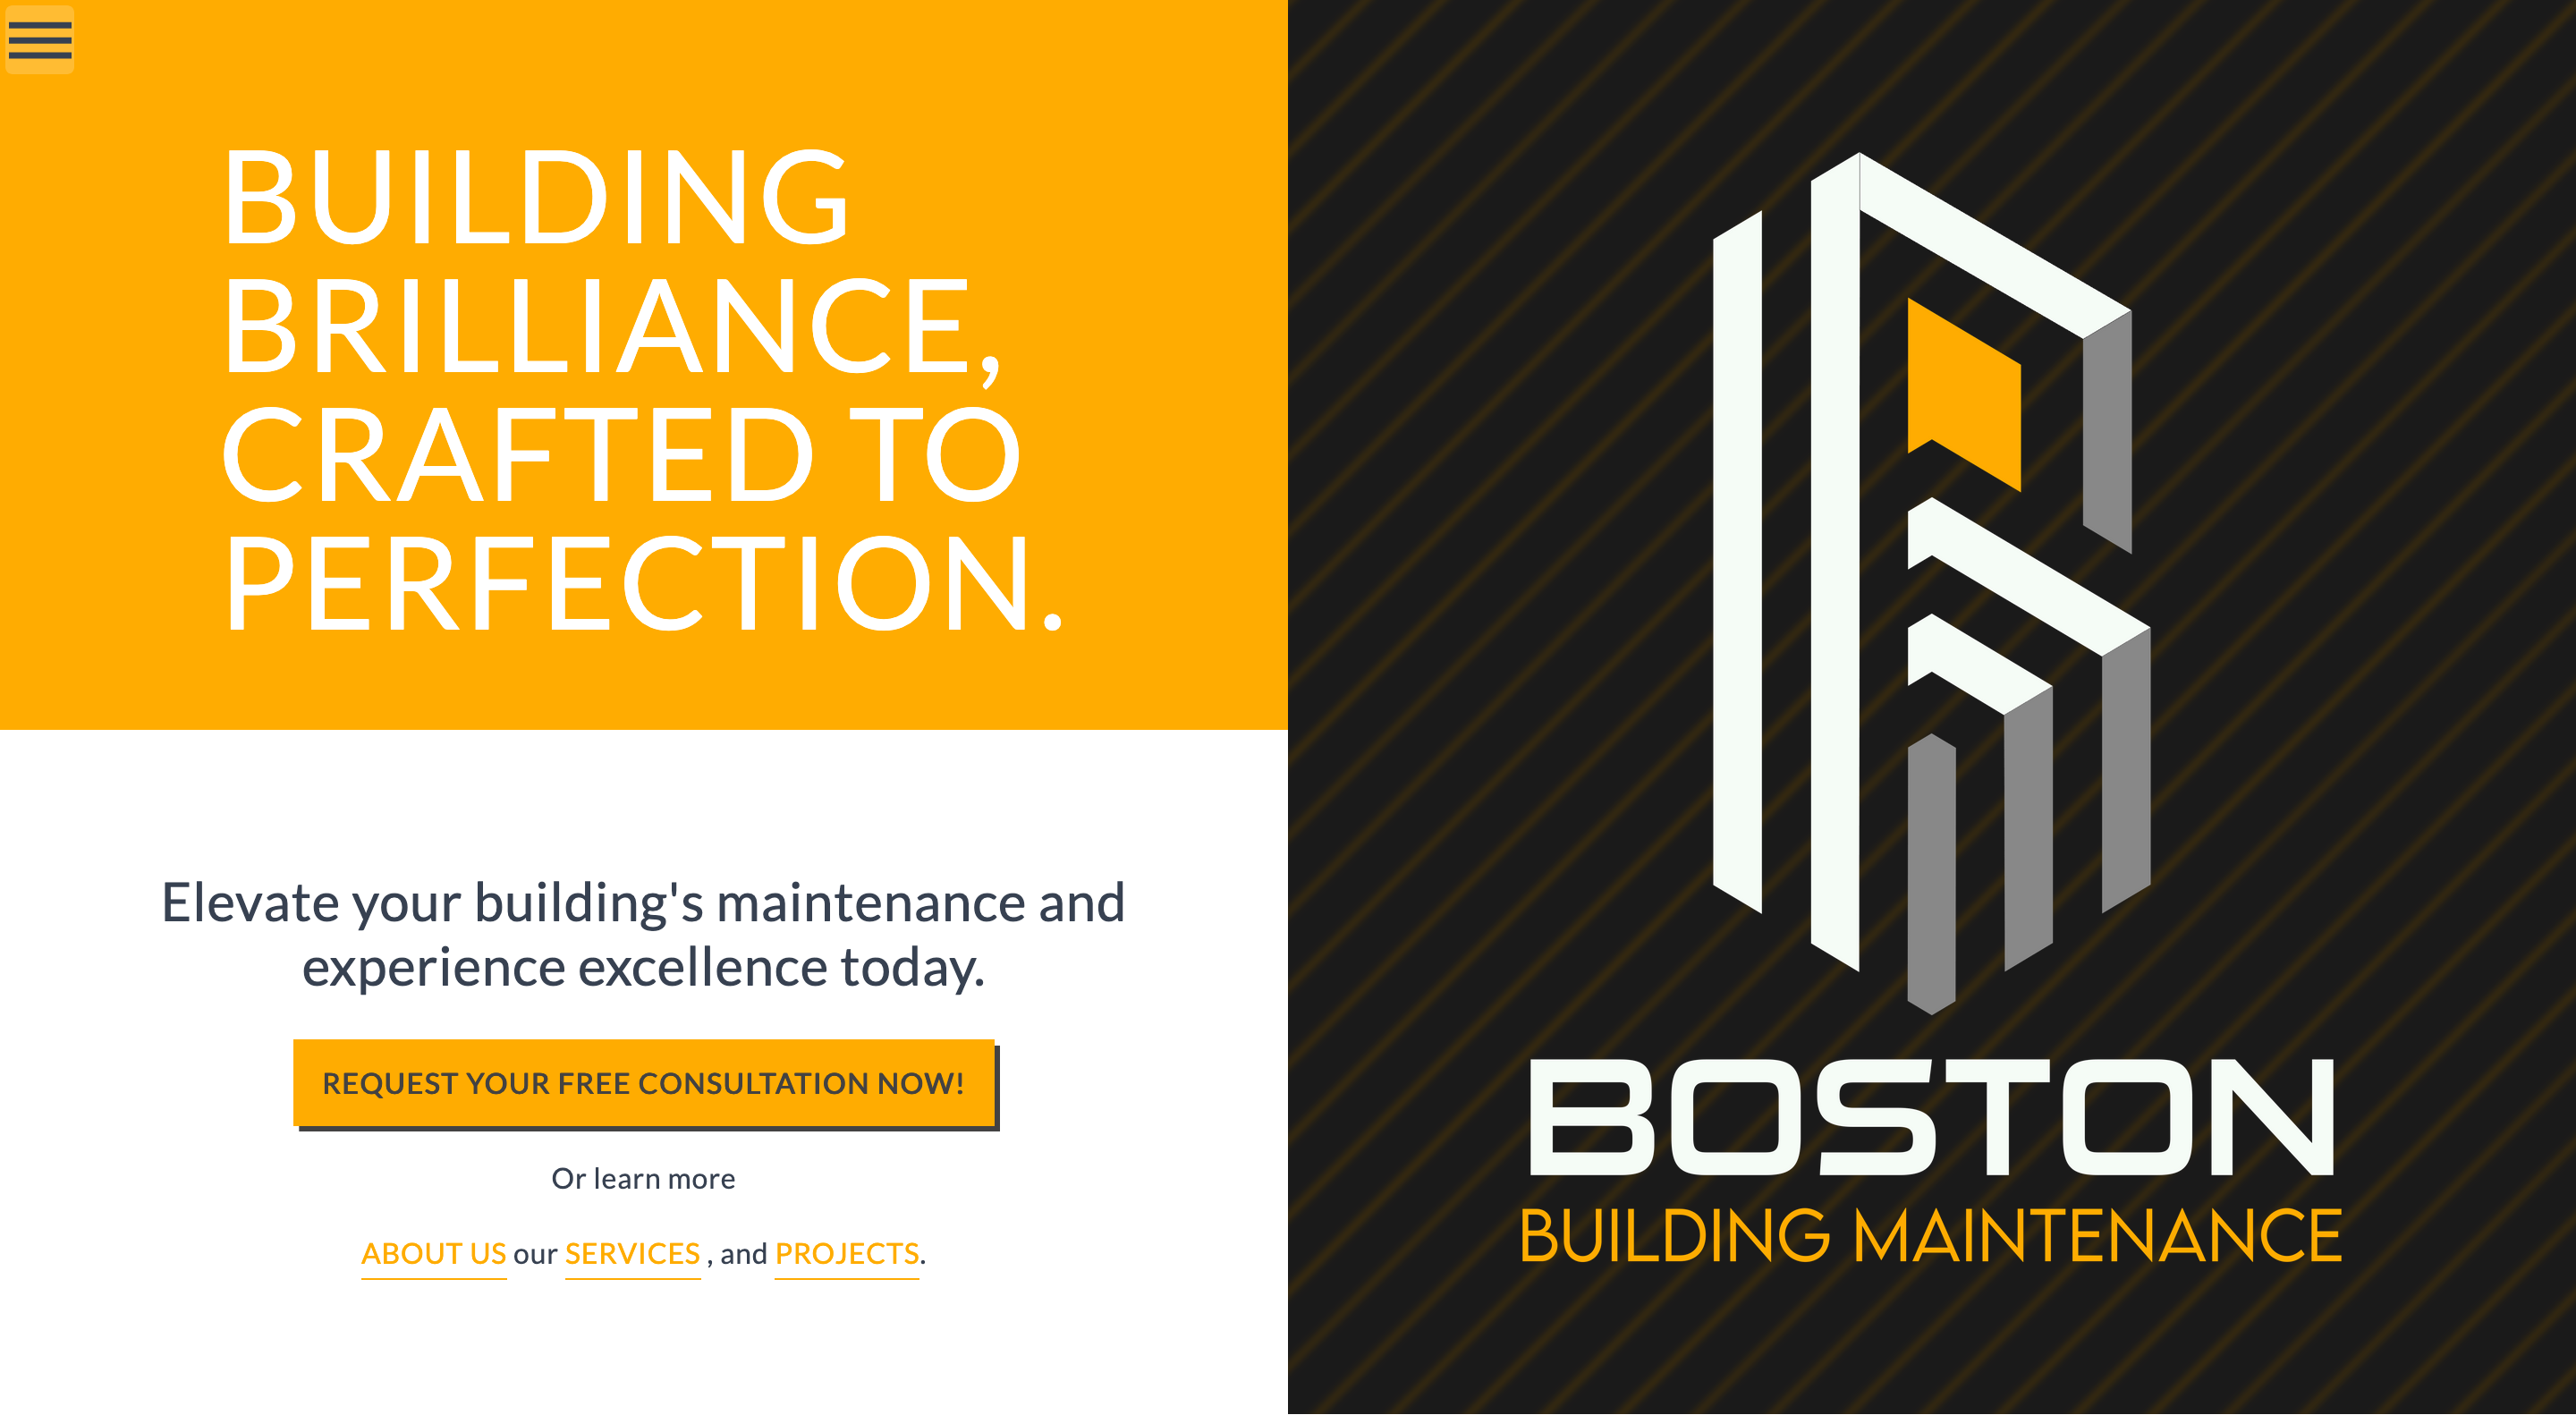 BUILDING
BRILLIANCE,
CRAFTED TO
PERFECTION.
Elevate your building's maintenance and
experience excellence today.
REQUEST YOUR FREE CONSULTATION NOW!
Or learn more
ABOUT US our SERVICES , and PROJECTS.
BOSTON
BUILDING MAINTENANCE